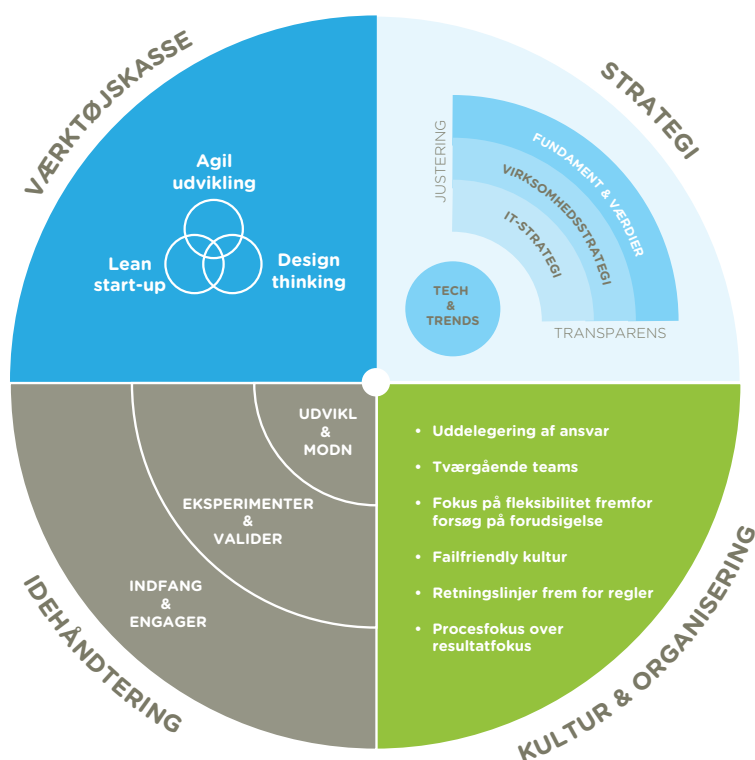 VÆRKTØJSKASSE
Agil
udvikling
Lean
start-up
Design
thinking
STRATEGI
JUSTERING
FUNDAMENT & VÆRDIER
VIRKSOMHEDSSTRATEGI
IT-STRATEGI
TECH
&
TRENDS
TRANSPARENS
IDEHÅNDTERING
UDVIKL
&
MODN
EKSPERIMENTER
&
VALIDER
INDFANG
&
ENGAGER
KULTUR & ORGANISERING
• Uddelegering af ansvar
• Tværgående teams
• Fokus på fleksibilitet fremfor
forsøg på forudsigelse
• Failfriendly kultur
• Retningslinjer frem for regler
• Procesfokus over
resultatfokus